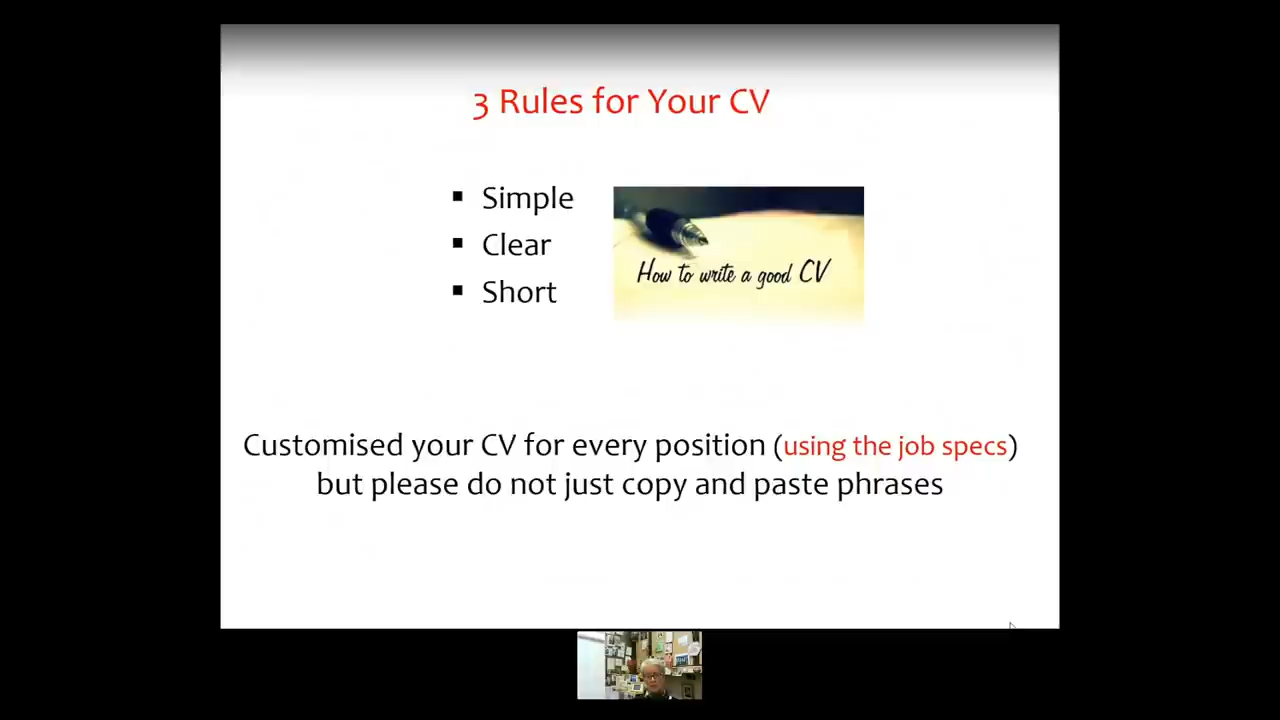 3 Rules for Your CV
▪ Simple
▪ Clear
▪ Short
How to write a good CV
Customised your CV for every position (using the job specs)
but please do not just copy and paste phrases